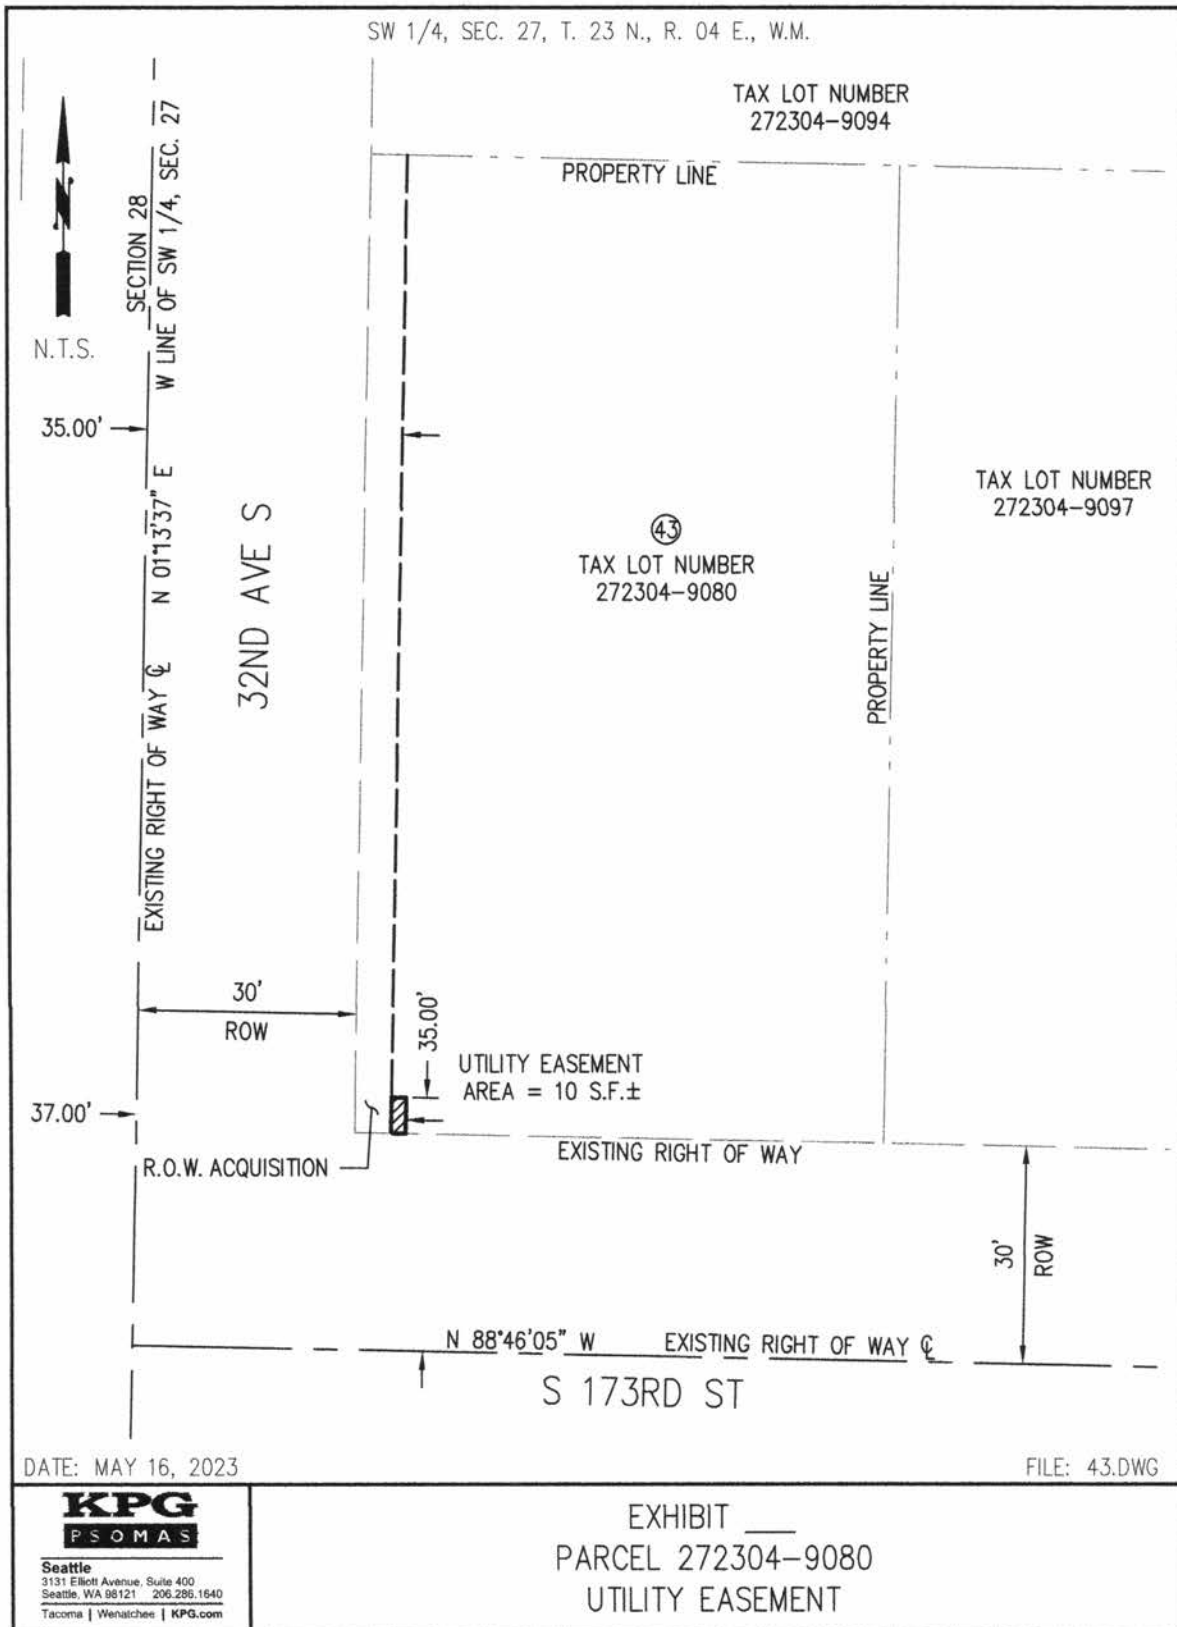 SW 1/4, SEC. 27, T. 23 N., R. 04 E., W.M.
TAX LOT NUMBER
272304-9094
PROPERTY LINE
N
N.T.S.
SECTION 28
W LINE OF SW 1/4, SEC. 27
35.00'
N 01°13'37" E
EXISTING RIGHT OF WAY ℄
32ND AVE S
43
TAX LOT NUMBER
272304-9080
TAX LOT NUMBER
272304-9097
PROPERTY LINE
30'
ROW
35.00'
UTILITY EASEMENT
AREA = 10 S.F.±
37.00'
R.O.W. ACQUISITION
EXISTING RIGHT OF WAY
30'
ROW
N 88°46'05" W EXISTING RIGHT OF WAY ℄
S 173RD ST
DATE: MAY 16, 2023
FILE: 43.DWG
KPG
PSOMAS
Seattle
3131 Elliott Avenue, Suite 400
Seattle, WA 98121 206.286.1640
Tacoma | Wenatchee | KPG.com
EXHIBIT ___
PARCEL 272304-9080
UTILITY EASEMENT